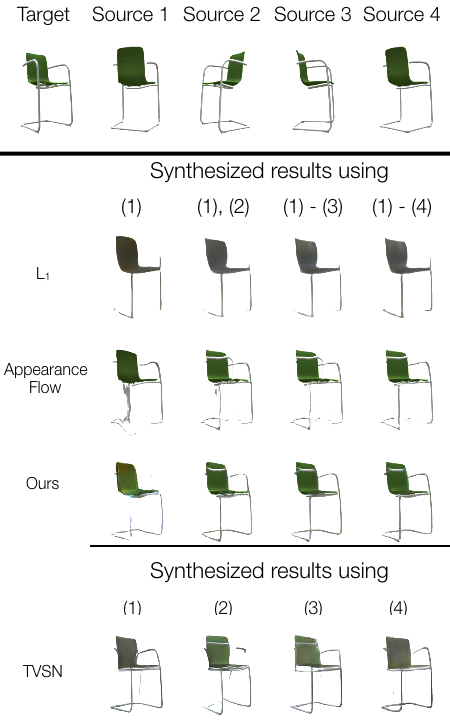 Target Source 1 Source 2 Source 3 Source 4
Synthesized results using
(1) (1), (2) (1) - (3) (1) - (4)
L₁
Appearance
Flow
Ours
Synthesized results using
(1) (2) (3) (4)
TVSN